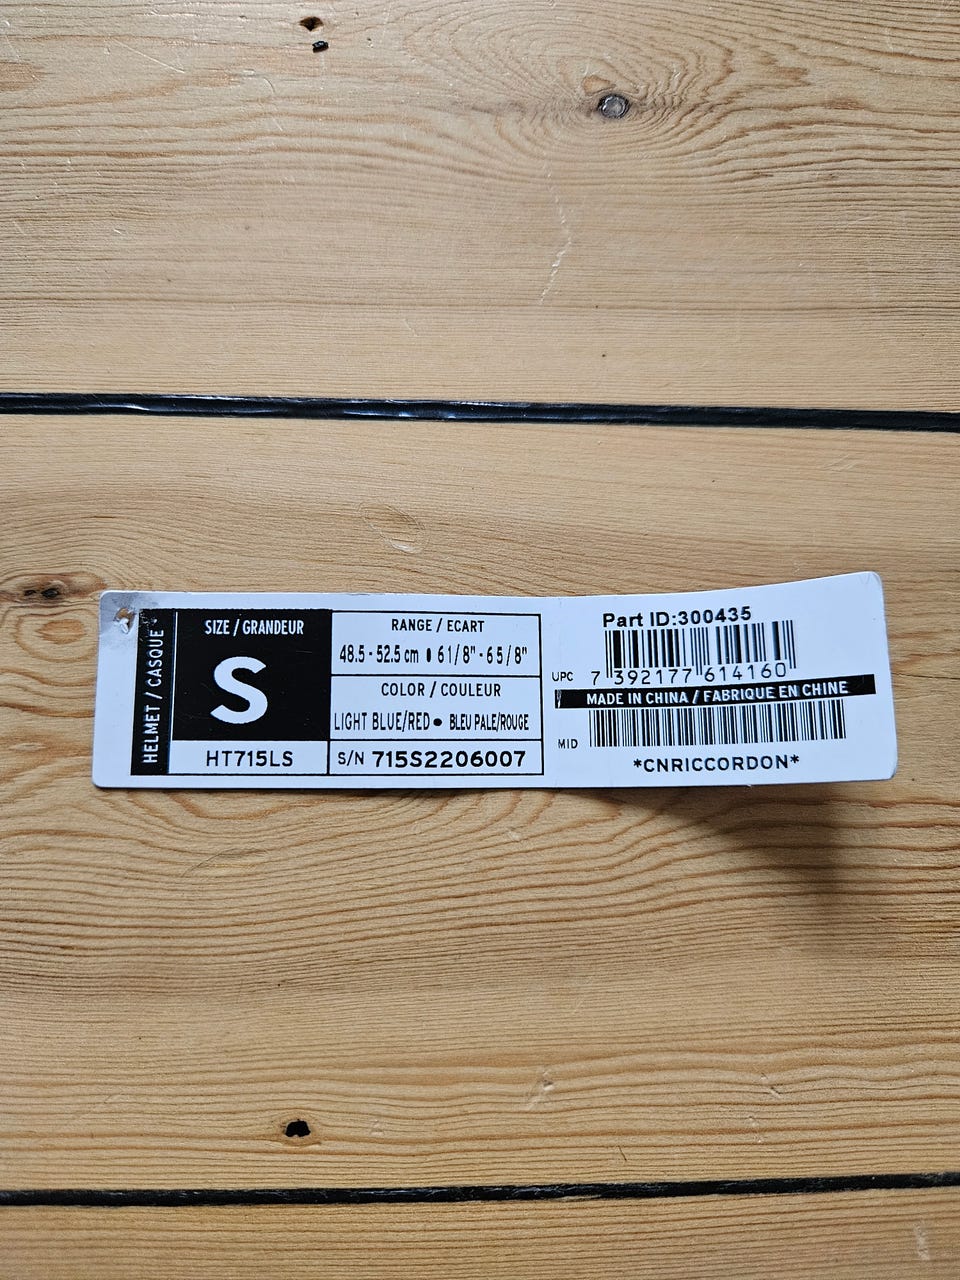 HELMET / CASQUE
SIZE / GRANDEUR
S
HT715LS
RANGE / ECART
48.5 - 52.5 cm • 6 1/8" - 6 5/8"
COLOR / COULEUR
LIGHT BLUE/RED • BLEU PALE/ROUGE
S/N 715S2206007
Part ID:300435
UPC 7 392177 614160
MADE IN CHINA / FABRIQUE EN CHINE
MID
*CNRICCORDON*